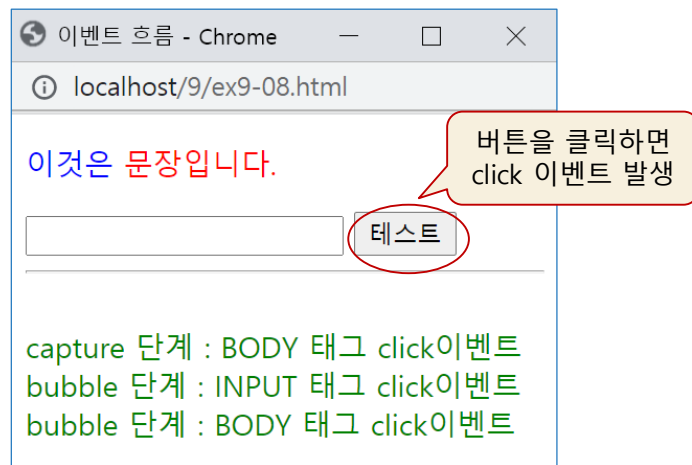 이벤트 흐름 - Chrome
localhost/9/ex9-08.html
버튼을 클릭하면
click 이벤트 발생
이것은 문장입니다.
테스트
capture 단계 : BODY 태그 click이벤트
bubble 단계 : INPUT 태그 click이벤트
bubble 단계 : BODY 태그 click이벤트